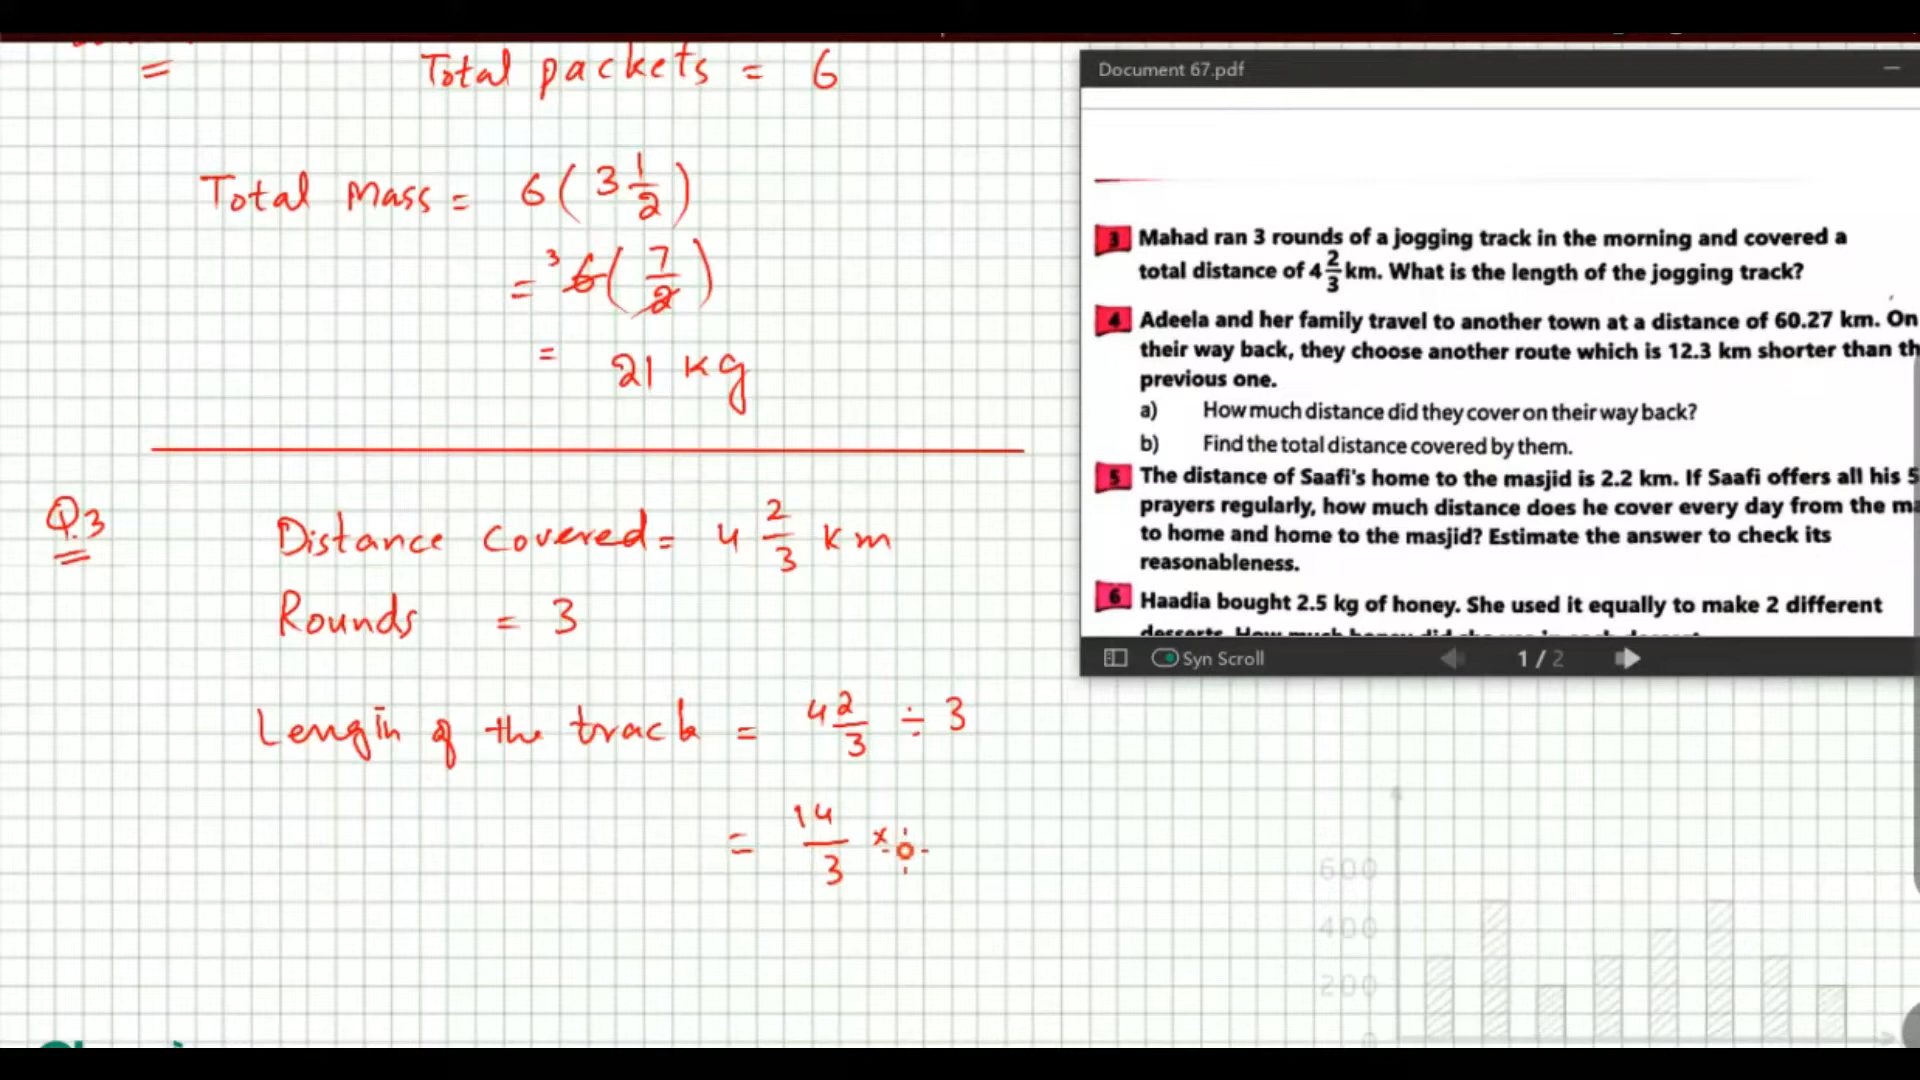 = Total packets = 6
Total Mass = 6 ( 3 1/2 )
= 3 6 ( 7/2 )
= 21 kg
Q.3 Distance Covered = 4 2/3 km
Rounds = 3
Length of the track = 4 2/3 ÷ 3
= 14/3 ×
Document 67.pdf
3 Mahad ran 3 rounds of a jogging track in the morning and covered a
total distance of 4 2/3 km. What is the length of the jogging track?
4 Adeela and her family travel to another town at a distance of 60.27 km. On
their way back, they choose another route which is 12.3 km shorter than th
previous one.
a) How much distance did they cover on their way back?
b) Find the total distance covered by them.
5 The distance of Saafi's home to the masjid is 2.2 km. If Saafi offers all his 5
prayers regularly, how much distance does he cover every day from the ma
to home and home to the masjid? Estimate the answer to check its
reasonableness.
6 Haadia bought 2.5 kg of honey. She used it equally to make 2 different
Syn Scroll 1 / 2
600
400
200
0